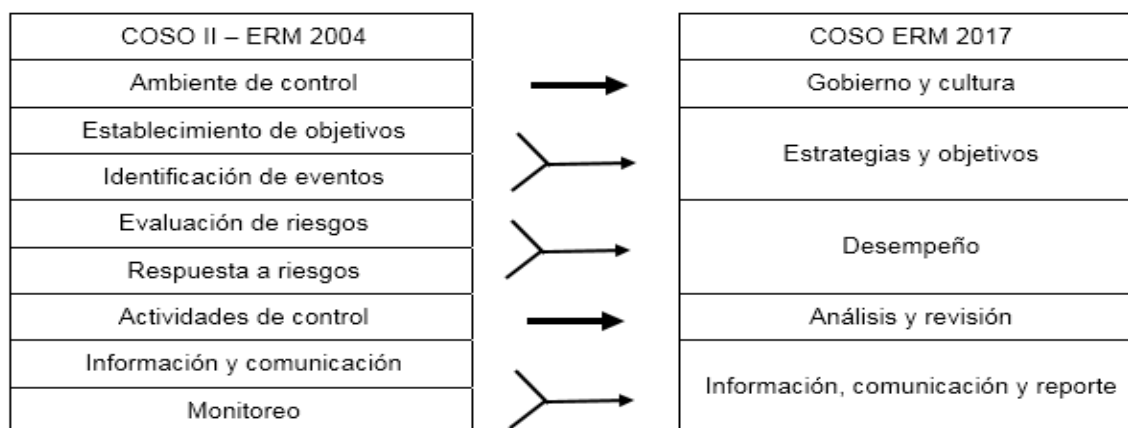 COSO II – ERM 2004
Ambiente de control
Establecimiento de objetivos
Identificación de eventos
Evaluación de riesgos
Respuesta a riesgos
Actividades de control
Información y comunicación
Monitoreo
COSO ERM 2017
Gobierno y cultura
Estrategias y objetivos
Desempeño
Análisis y revisión
Información, comunicación y reporte